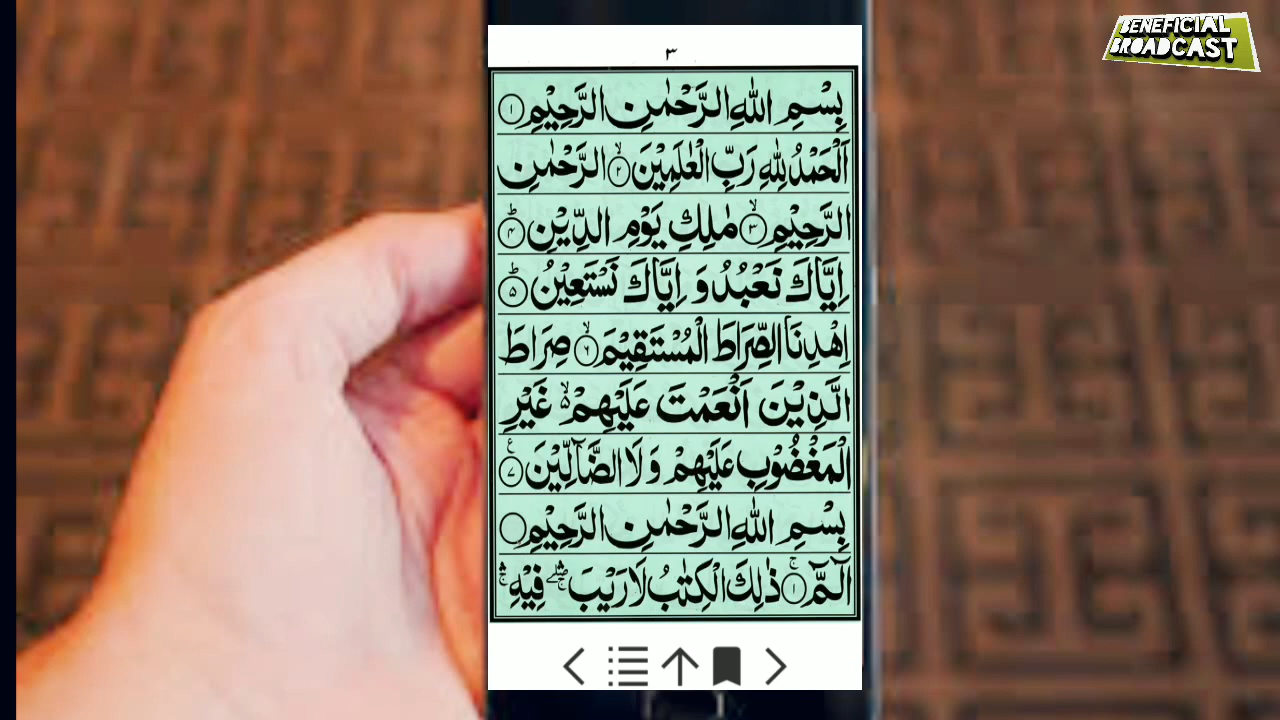 BENEFICIAL
BROADCAST
٣
بِسْمِ اللّٰهِ الرَّحْمٰنِ الرَّحِيْمِ ۝١
اَلْحَمْدُ لِلّٰهِ رَبِّ الْعٰلَمِيْنَ ۙ۝٢ الرَّحْمٰنِ
الرَّحِيْمِ ۙ۝٣ مٰلِكِ يَوْمِ الدِّيْنِ ؕ۝٤
اِيَّاكَ نَعْبُدُ وَ اِيَّاكَ نَسْتَعِيْنُ ؕ۝٥
اِهْدِنَا الصِّرَاطَ الْمُسْتَقِيْمَ ۙ۝٦ صِرَاطَ
الَّذِيْنَ اَنْعَمْتَ عَلَيْهِمْ ۙ۵ غَيْرِ
الْمَغْضُوْبِ عَلَيْهِمْ وَ لَا الضَّآلِّيْنَ ۧ۝٧
بِسْمِ اللّٰهِ الرَّحْمٰنِ الرَّحِيْمِ ۝
الٓمّٓ ۚ۝١ ذٰلِكَ الْكِتٰبُ لَا رَيْبَ ۖۛۚ فِيْهِ ۛۚ